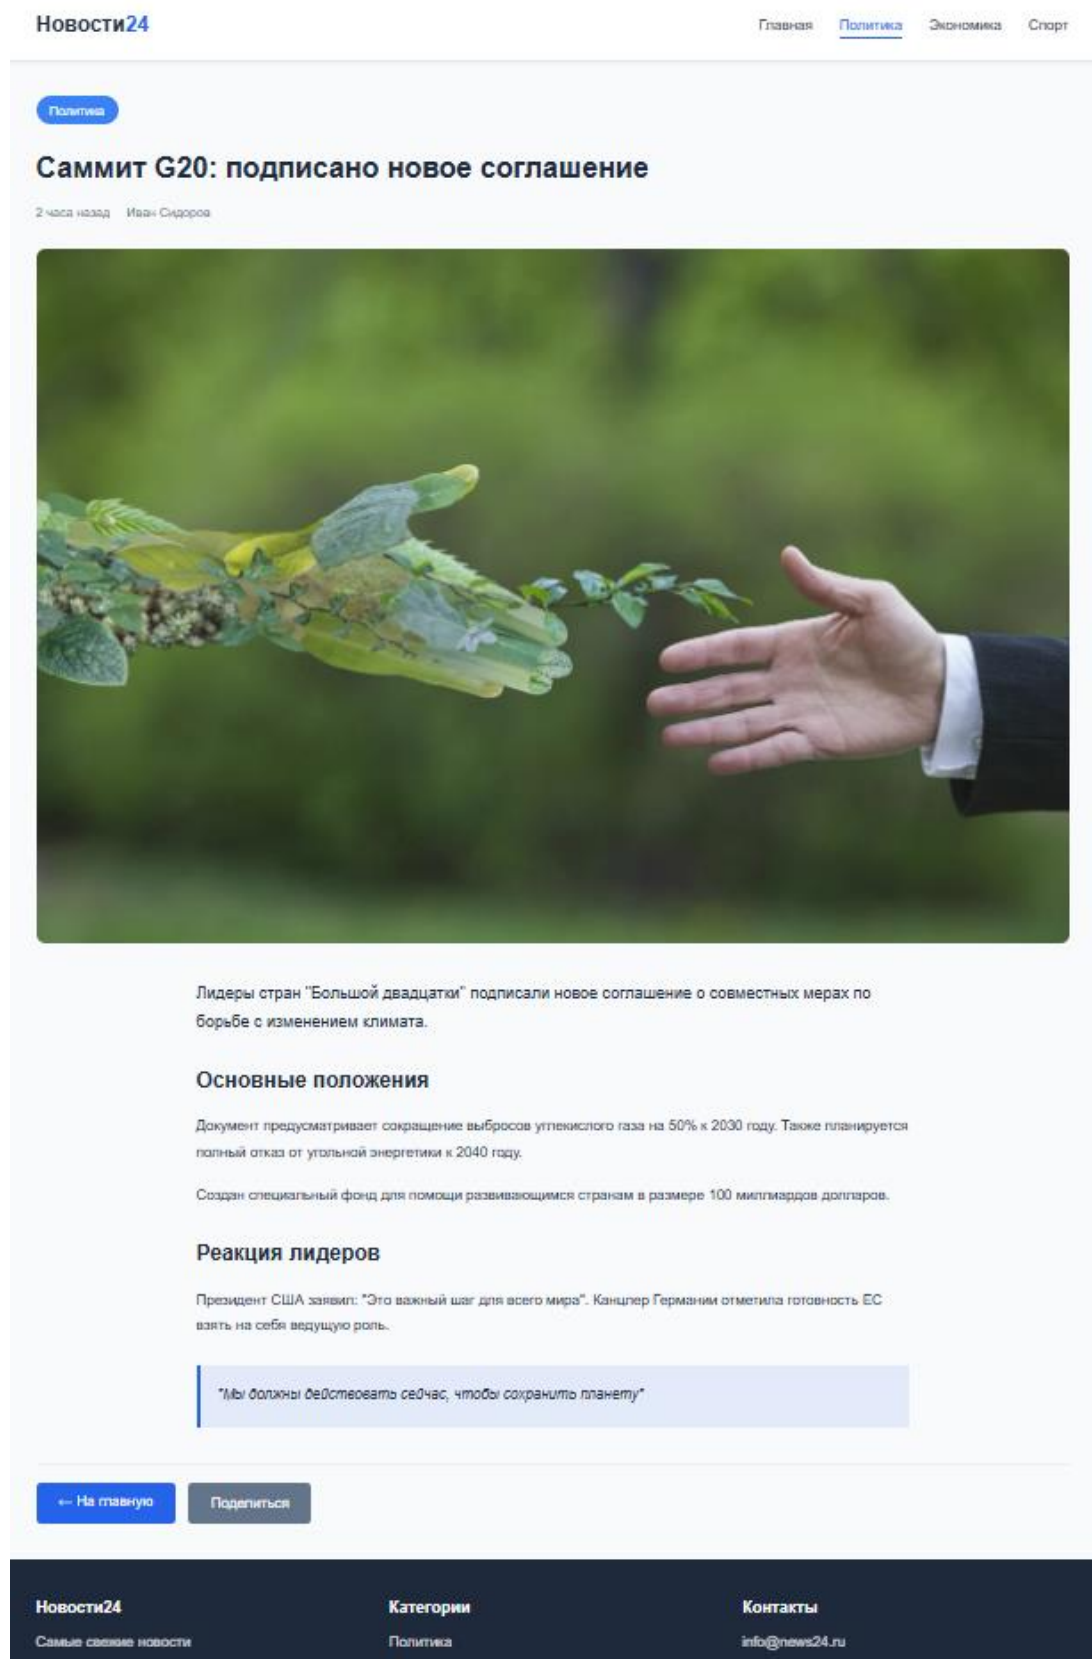 Новости24
Главная Политика Экономика Спорт
Политика
Саммит G20: подписано новое соглашение
2 часа назад Иван Сидоров
Лидеры стран "Большой двадцатки" подписали новое соглашение о совместных мерах по
борьбе с изменением климата.
Основные положения
Документ предусматривает сокращение выбросов углекислого газа на 50% к 2030 году. Также планируется
полный отказ от угольной энергетики к 2040 году.
Создан специальный фонд для помощи развивающимся странам в размере 100 миллиардов долларов.
Реакция лидеров
Президент США заявил: "Это важный шаг для всего мира". Канцлер Германии отметила готовность ЕС
взять на себя ведущую роль.
"Мы должны действовать сейчас, чтобы сохранить планету"
← На главную Поделиться
Новости24 Категории Контакты
Самые свежие новости Политика info@news24.ru